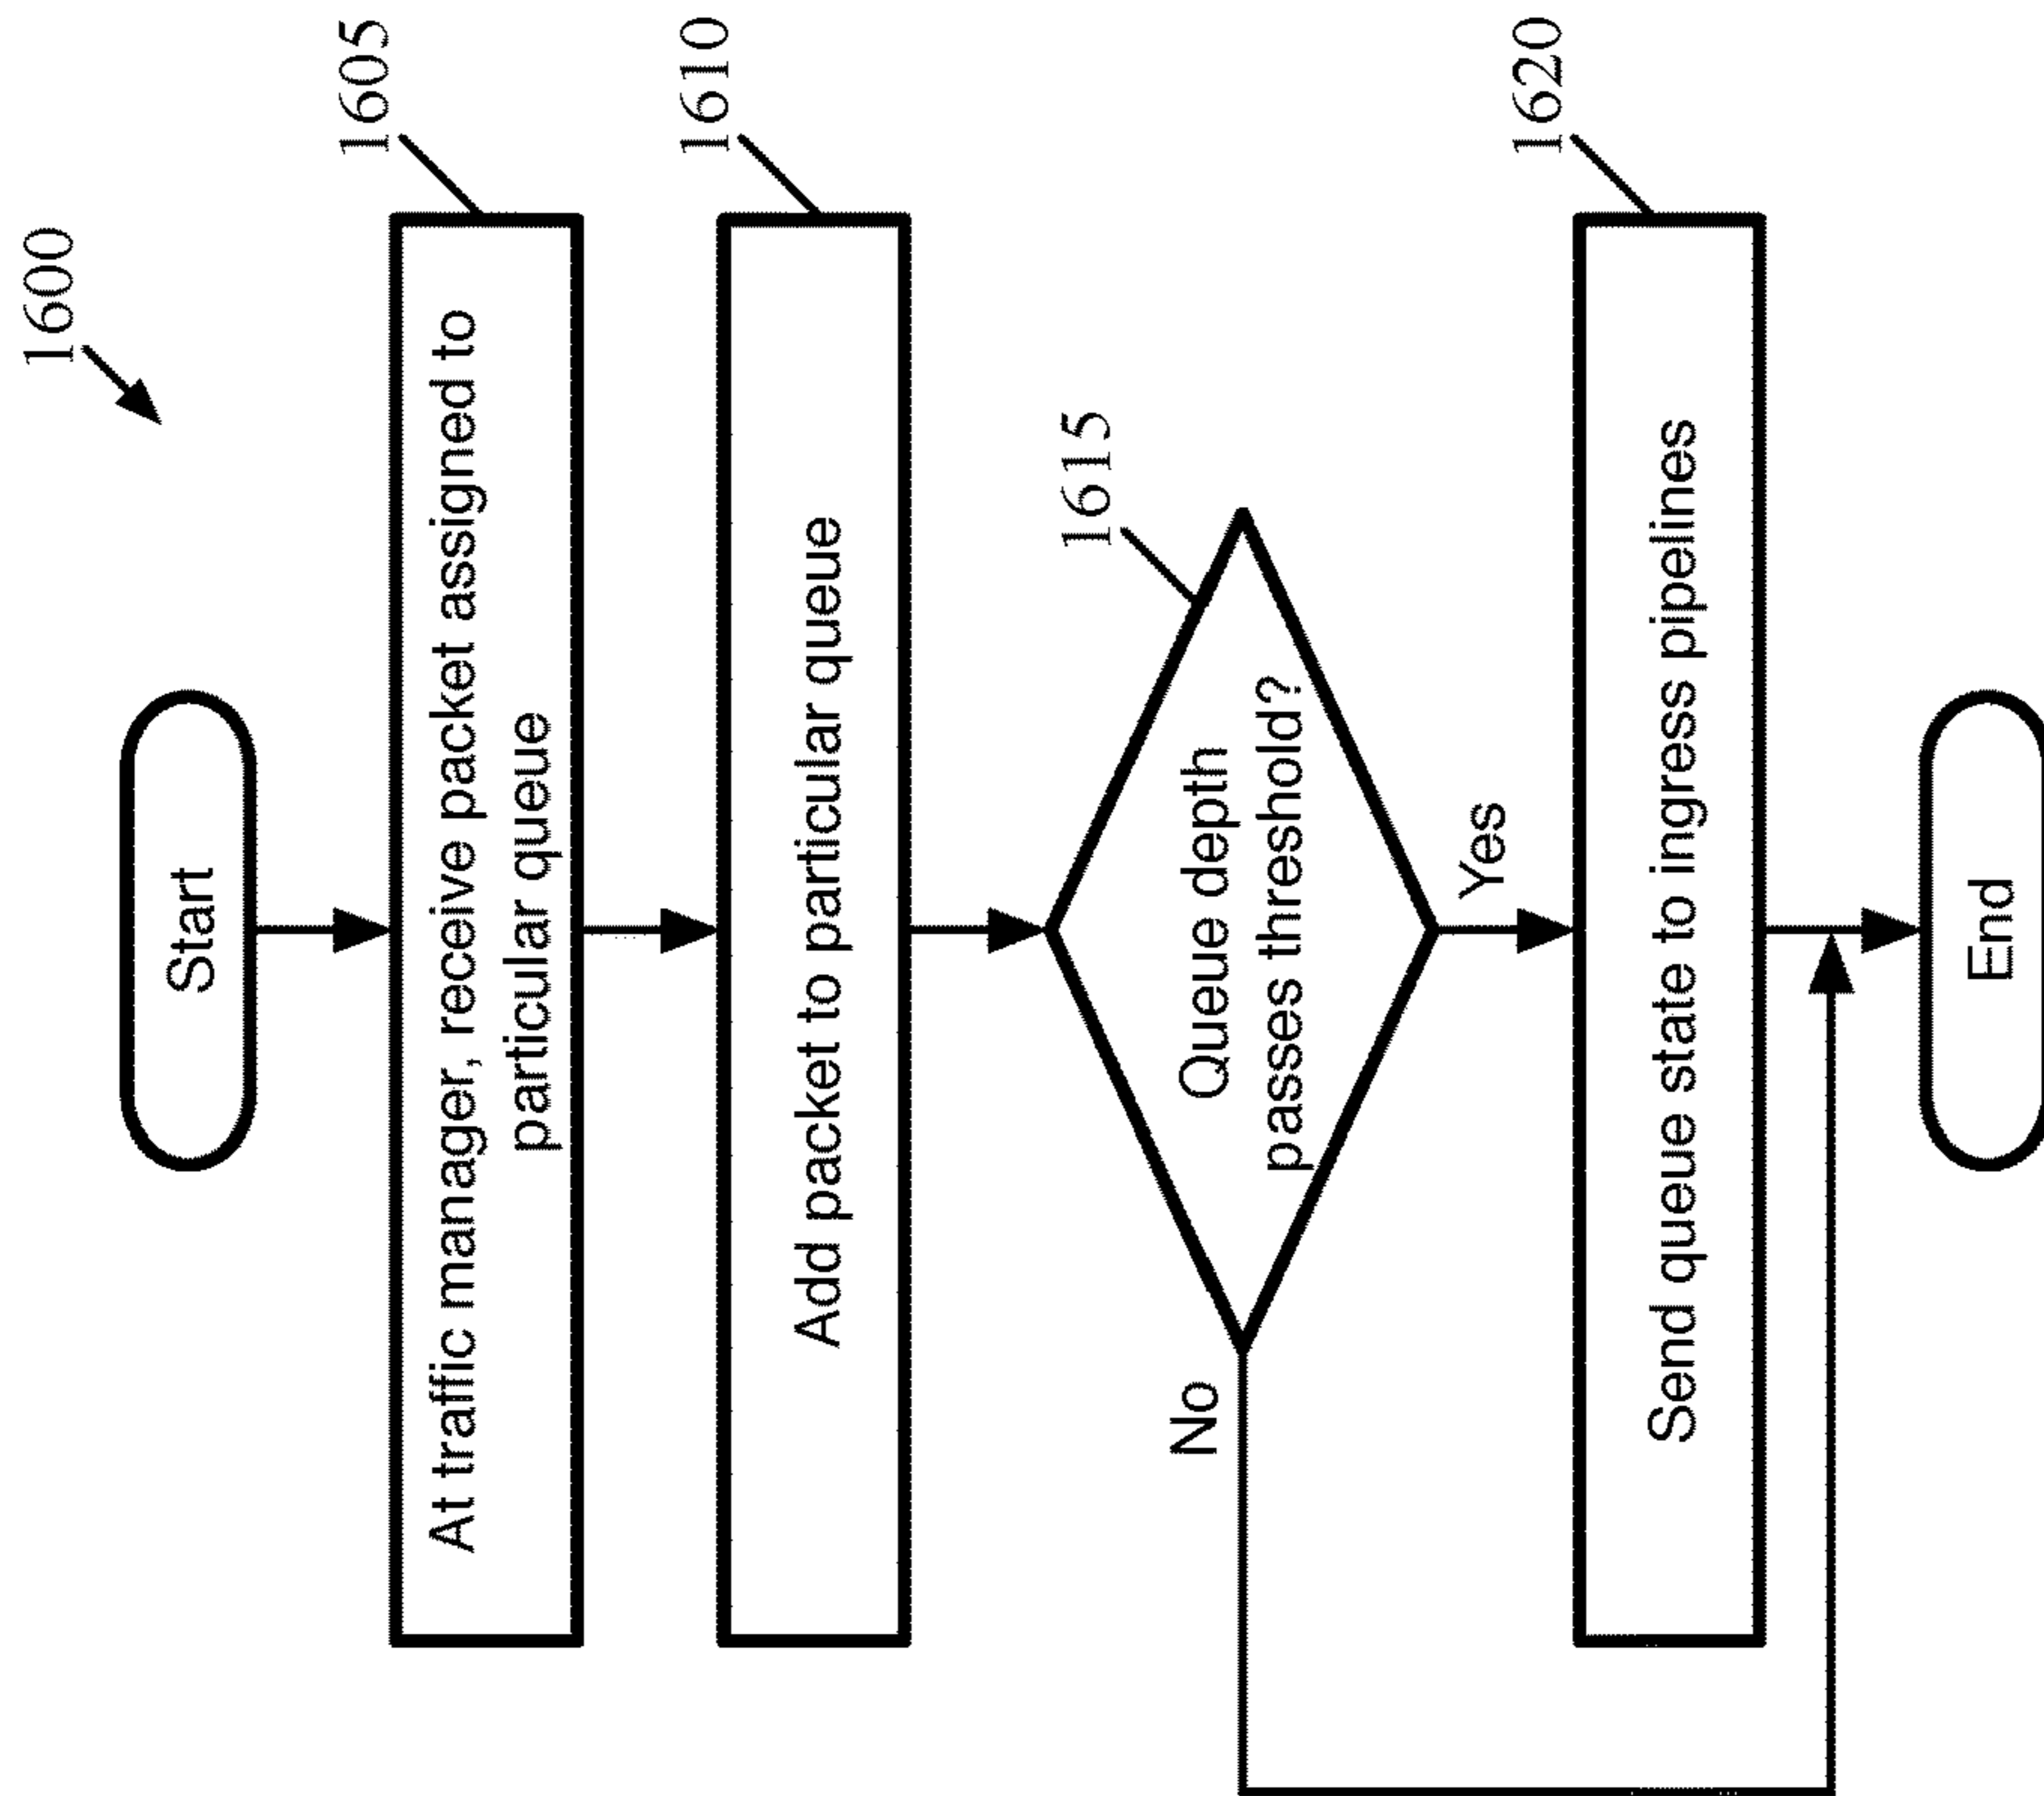 1600
Start
1605
At traffic manager, receive packet assigned to
particular queue
1610
Add packet to particular queue
1615
Queue depth
passes threshold?
No
Yes
1620
Send queue state to ingress pipelines
End